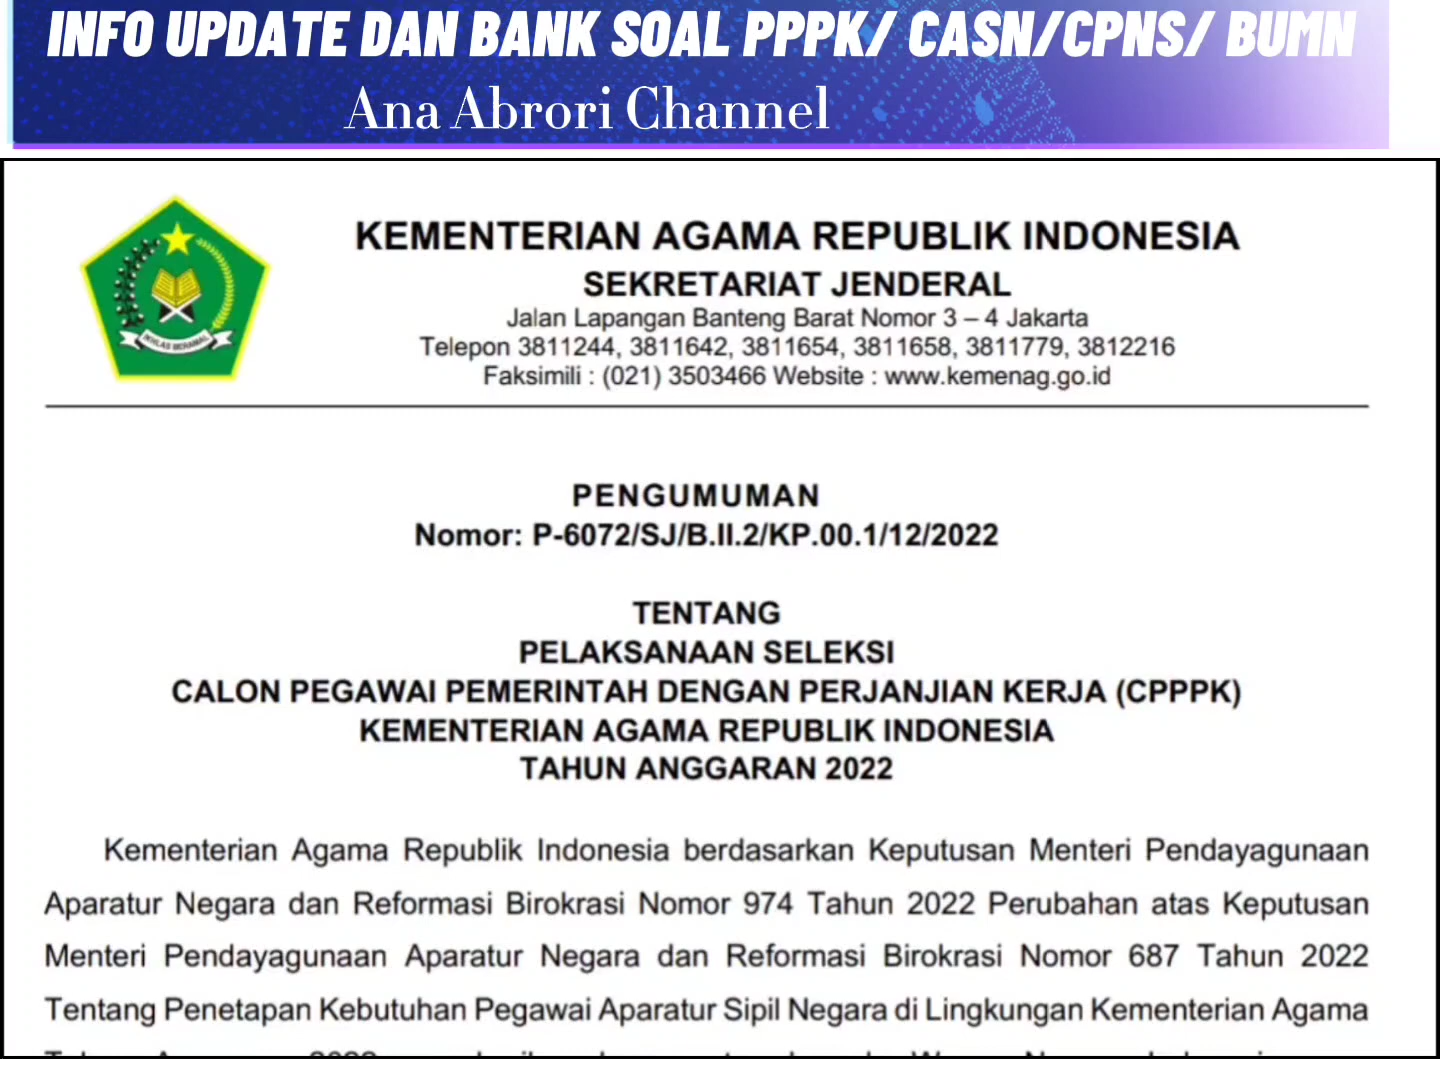 INFO UPDATE DAN BANK SOAL PPPK/ CASN/CPNS/ BUMN
Ana Abrori Channel
IKHLAS BERAMAL
KEMENTERIAN AGAMA REPUBLIK INDONESIA
SEKRETARIAT JENDERAL
Jalan Lapangan Banteng Barat Nomor 3 – 4 Jakarta
Telepon 3811244, 3811642, 3811654, 3811658, 3811779, 3812216
Faksimili : (021) 3503466 Website : www.kemenag.go.id
PENGUMUMAN
Nomor: P-6072/SJ/B.II.2/KP.00.1/12/2022
TENTANG
PELAKSANAAN SELEKSI
CALON PEGAWAI PEMERINTAH DENGAN PERJANJIAN KERJA (CPPPK)
KEMENTERIAN AGAMA REPUBLIK INDONESIA
TAHUN ANGGARAN 2022
Kementerian Agama Republik Indonesia berdasarkan Keputusan Menteri Pendayagunaan
Aparatur Negara dan Reformasi Birokrasi Nomor 974 Tahun 2022 Perubahan atas Keputusan
Menteri Pendayagunaan Aparatur Negara dan Reformasi Birokrasi Nomor 687 Tahun 2022
Tentang Penetapan Kebutuhan Pegawai Aparatur Sipil Negara di Lingkungan Kementerian Agama